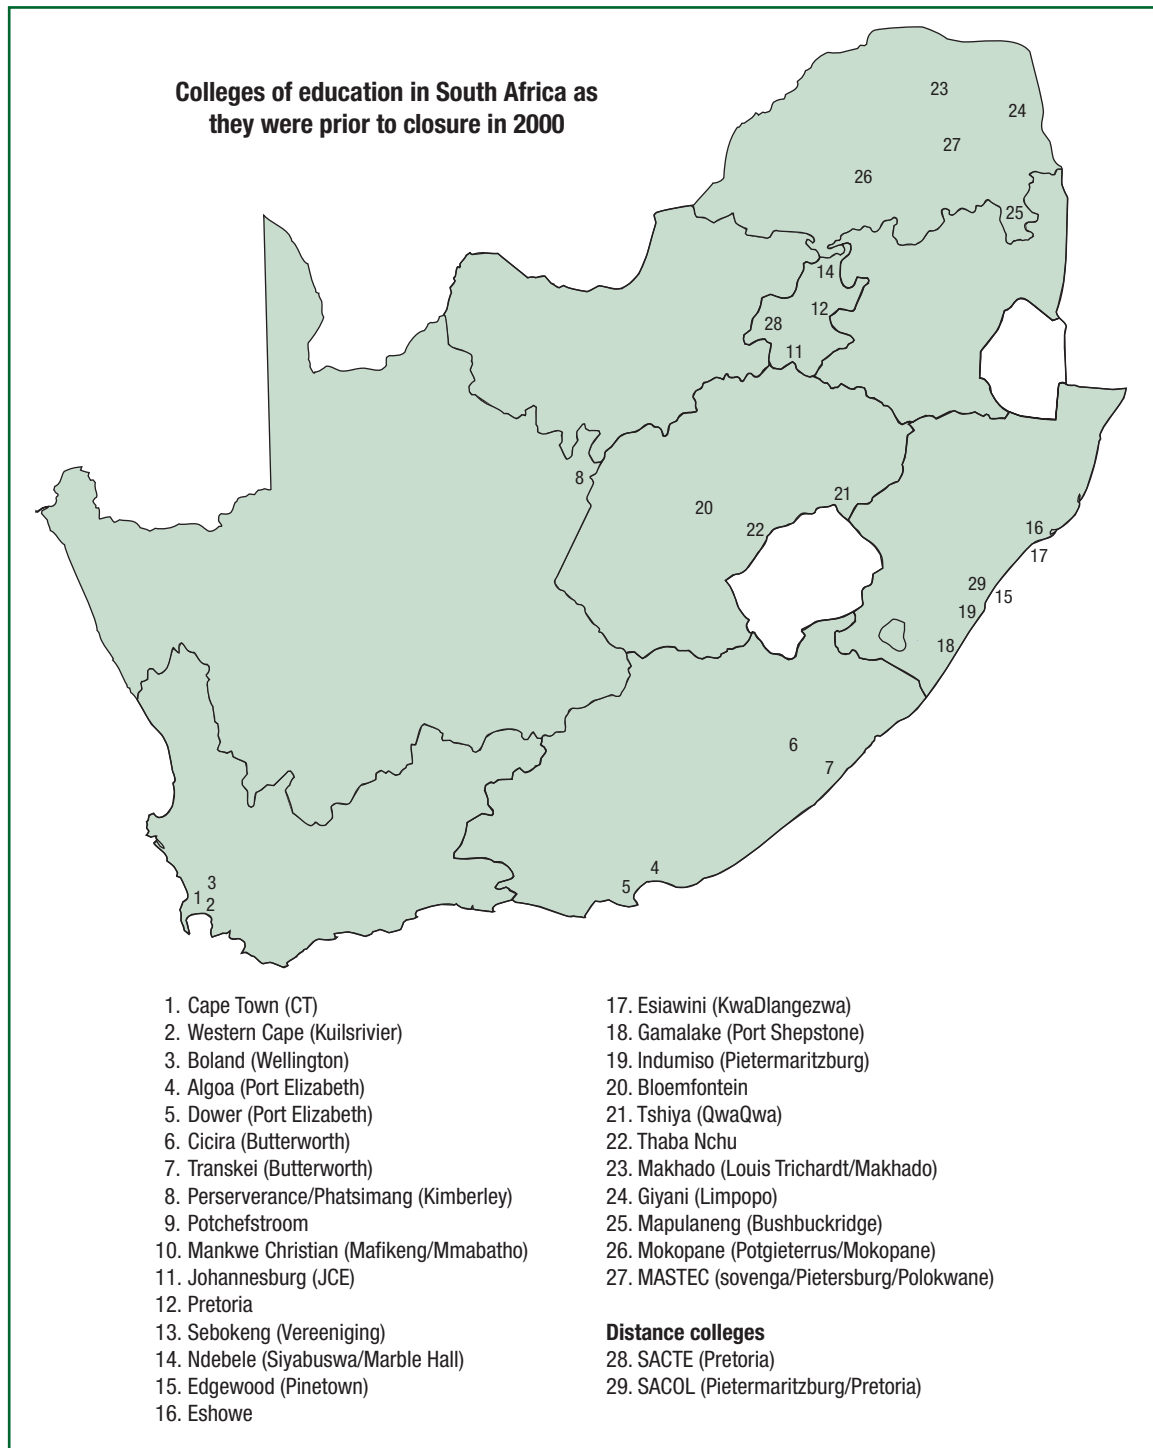 Colleges of education in South Africa as
they were prior to closure in 2000
23
24
27
26
25
14
12
28
11
8
21
20
22
16
17
29
15
19
18
6
7
4
5
3
1
2
1. Cape Town (CT)
2. Western Cape (Kuilsrivier)
3. Boland (Wellington)
4. Algoa (Port Elizabeth)
5. Dower (Port Elizabeth)
6. Cicira (Butterworth)
7. Transkei (Butterworth)
8. Perserverance/Phatsimang (Kimberley)
9. Potchefstroom
10. Mankwe Christian (Mafikeng/Mmabatho)
11. Johannesburg (JCE)
12. Pretoria
13. Sebokeng (Vereeniging)
14. Ndebele (Siyabuswa/Marble Hall)
15. Edgewood (Pinetown)
16. Eshowe
17. Esiawini (KwaDlangezwa)
18. Gamalake (Port Shepstone)
19. Indumiso (Pietermaritzburg)
20. Bloemfontein
21. Tshiya (QwaQwa)
22. Thaba Nchu
23. Makhado (Louis Trichardt/Makhado)
24. Giyani (Limpopo)
25. Mapulaneng (Bushbuckridge)
26. Mokopane (Potgieterrus/Mokopane)
27. MASTEC (sovenga/Pietersburg/Polokwane)
Distance colleges
28. SACTE (Pretoria)
29. SACOL (Pietermaritzburg/Pretoria)